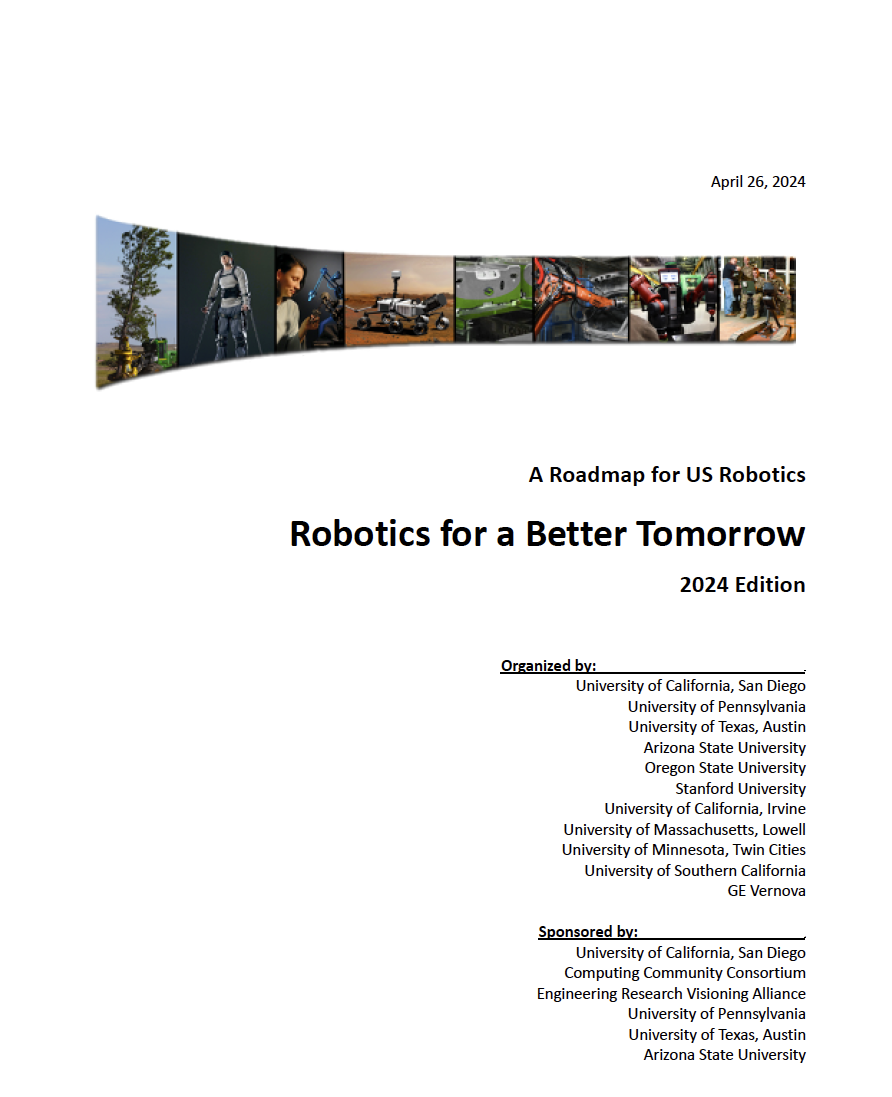 April 26, 2024
A Roadmap for US Robotics
Robotics for a Better Tomorrow
2024 Edition
Organized by:
University of California, San Diego
University of Pennsylvania
University of Texas, Austin
Arizona State University
Oregon State University
Stanford University
University of California, Irvine
University of Massachusetts, Lowell
University of Minnesota, Twin Cities
University of Southern California
GE Vernova
Sponsored by:
University of California, San Diego
Computing Community Consortium
Engineering Research Visioning Alliance
University of Pennsylvania
University of Texas, Austin
Arizona State University